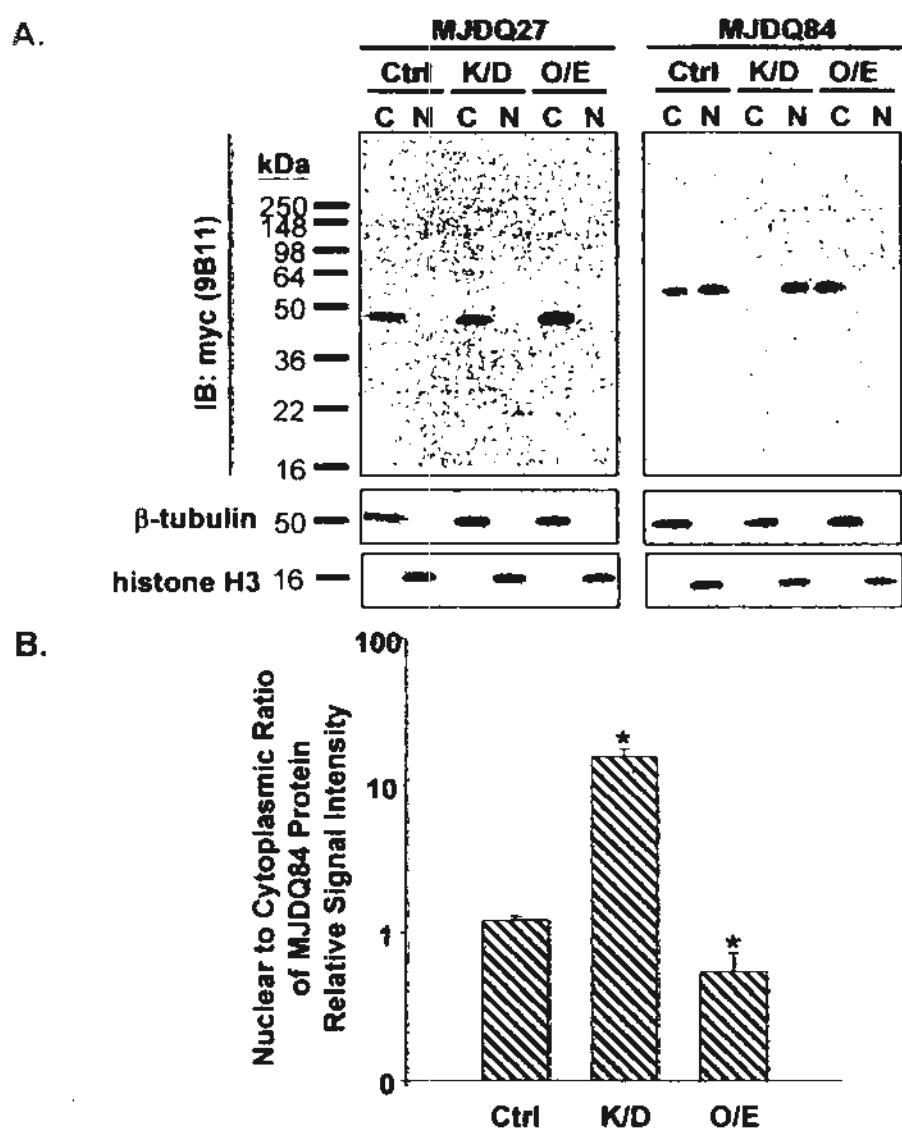 A.
MJDQ27 MJDQ84
Ctrl K/D O/E Ctrl K/D O/E
C N C N C N C N C N C N
kDa
250
148
98
64
50
36
22
16
IB: myc (9B11)
β-tubulin 50
histone H3 16
B.
Nuclear to Cytoplasmic Ratio
of MJDQ84 Protein
Relative Signal Intensity
100
10
1
0
* *
Ctrl K/D O/E